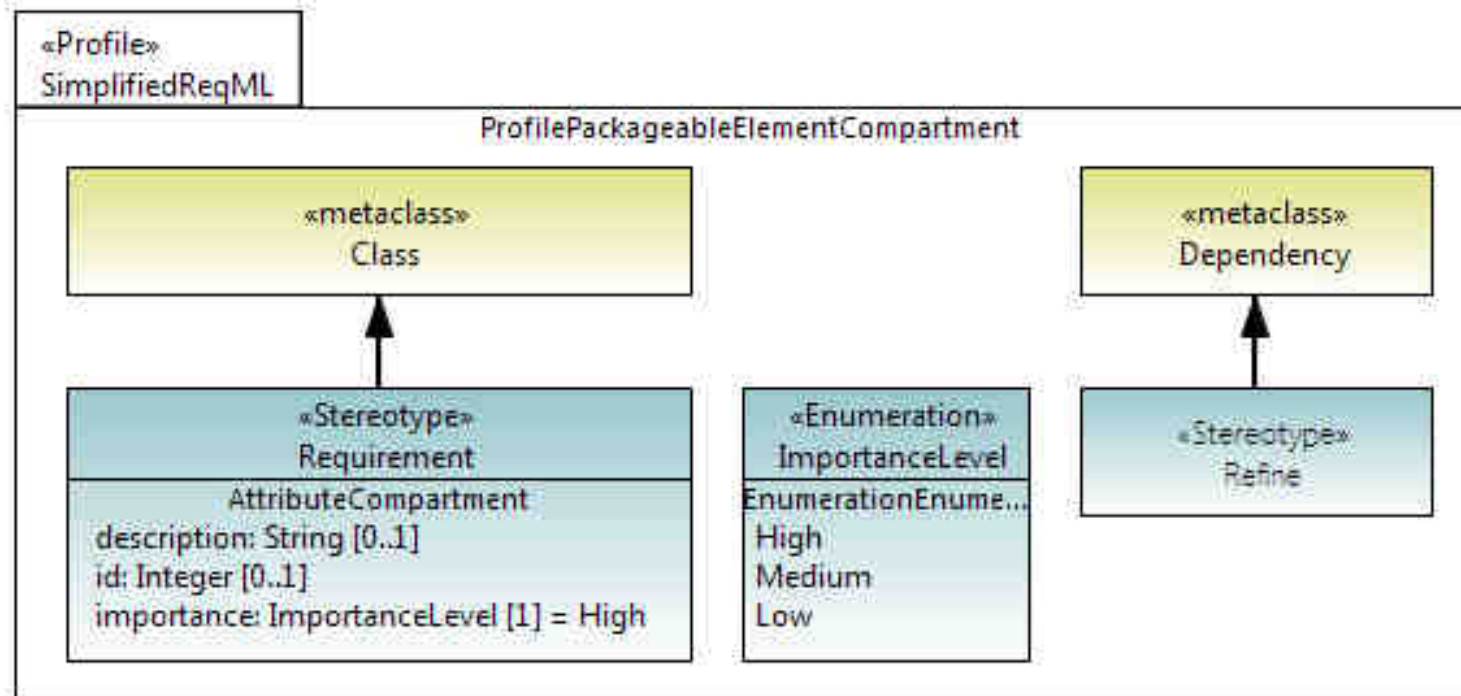 «Profile»
SimplifiedReqML
ProfilePackageableElementCompartment
«metaclass»
Class
«metaclass»
Dependency
«Stereotype»
Requirement
AttributeCompartment
description: String [0..1]
id: Integer [0..1]
importance: ImportanceLevel [1] = High
«Enumeration»
ImportanceLevel
EnumerationEnume...
High
Medium
Low
«Stereotype»
Refine